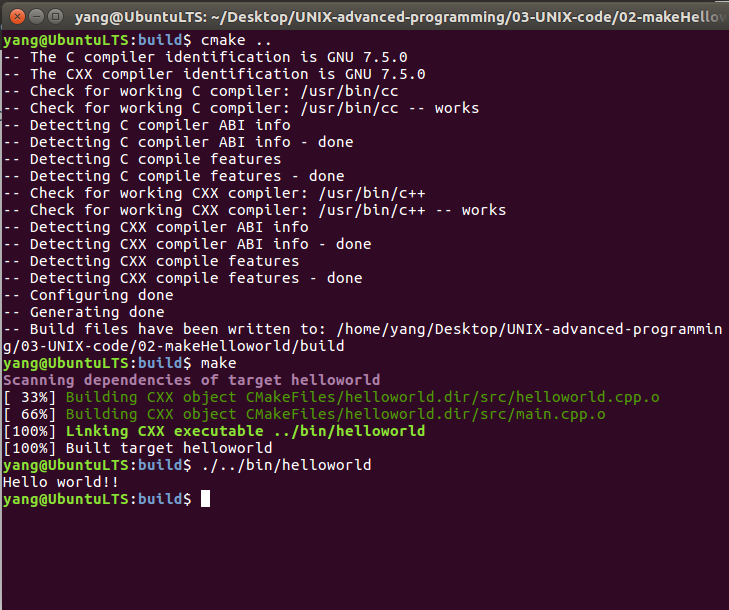 yang@UbuntuLTS: ~/Desktop/UNIX-advanced-programming/03-UNIX-code/02-makeHellow
yang@UbuntuLTS:build$ cmake ..
-- The C compiler identification is GNU 7.5.0
-- The CXX compiler identification is GNU 7.5.0
-- Check for working C compiler: /usr/bin/cc
-- Check for working C compiler: /usr/bin/cc -- works
-- Detecting C compiler ABI info
-- Detecting C compiler ABI info - done
-- Detecting C compile features
-- Detecting C compile features - done
-- Check for working CXX compiler: /usr/bin/c++
-- Check for working CXX compiler: /usr/bin/c++ -- works
-- Detecting CXX compiler ABI info
-- Detecting CXX compiler ABI info - done
-- Detecting CXX compile features
-- Detecting CXX compile features - done
-- Configuring done
-- Generating done
-- Build files have been written to: /home/yang/Desktop/UNIX-advanced-programmin
g/03-UNIX-code/02-makeHelloworld/build
yang@UbuntuLTS:build$ make
Scanning dependencies of target helloworld
[ 33%] Building CXX object CMakeFiles/helloworld.dir/src/helloworld.cpp.o
[ 66%] Building CXX object CMakeFiles/helloworld.dir/src/main.cpp.o
[100%] Linking CXX executable ../bin/helloworld
[100%] Built target helloworld
yang@UbuntuLTS:build$ ./../bin/helloworld
Hello world!!
yang@UbuntuLTS:build$